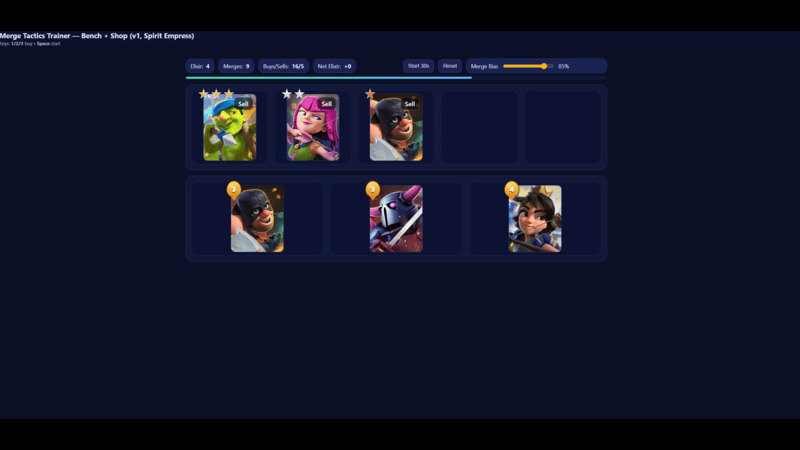 Merge Tactics Trainer — Bench + Shop (v1, Spirit Empress)
Keys: 1/2/3 Buy • Space start
Elixir: 4 Merges: 9 Buys/Sells: 16/5 Net Elixir: +0 Start 30s Reset Merge Bias 85%
Sell Sell Sell
3 3 4